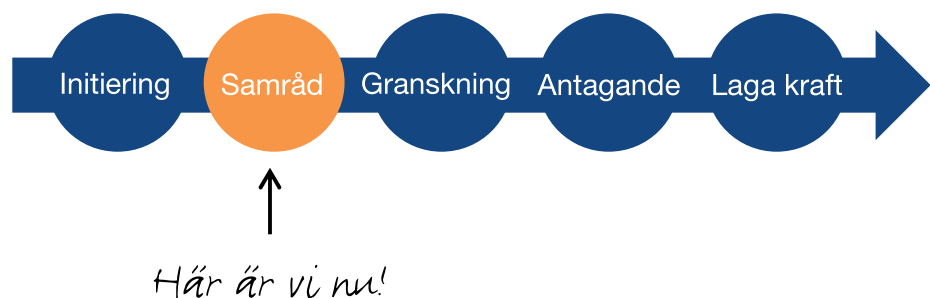 Initiering Samråd Granskning Antagande Laga kraft
Här är vi nu!